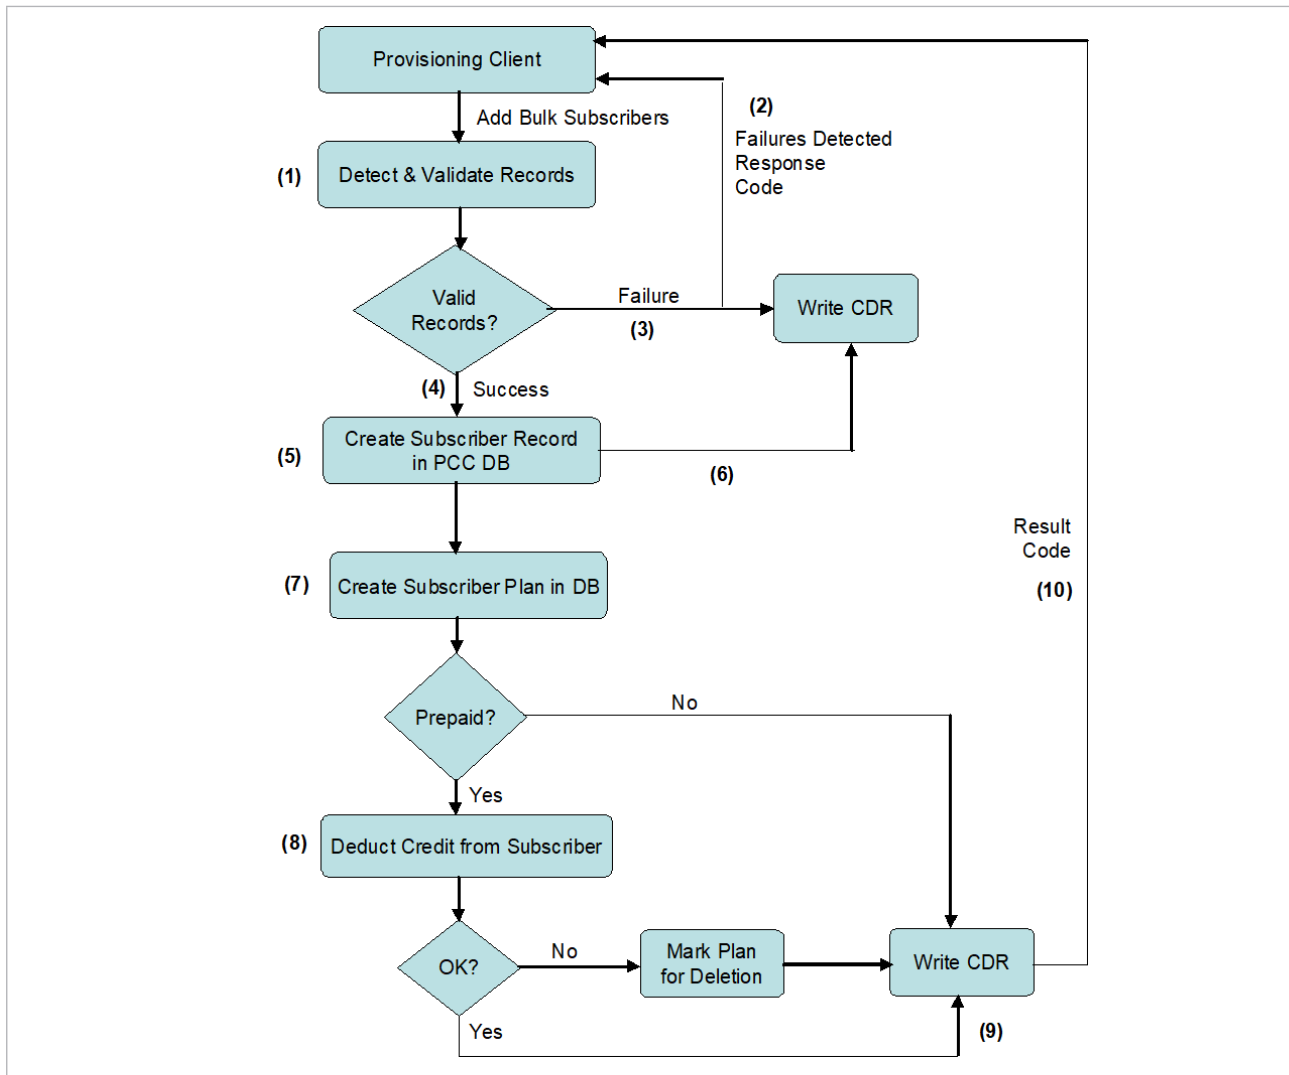 Provisioning Client
Add Bulk Subscribers
(2)
Failures Detected
Response
Code
(1)
Detect & Validate Records
Valid
Records?
Failure
(3)
Write CDR
(4)
Success
(5)
Create Subscriber Record
in PCC DB
(6)
Result
Code
(10)
(7)
Create Subscriber Plan in DB
Prepaid?
No
Yes
(8)
Deduct Credit from Subscriber
OK?
No
Mark Plan
for Deletion
Write CDR
Yes
(9)